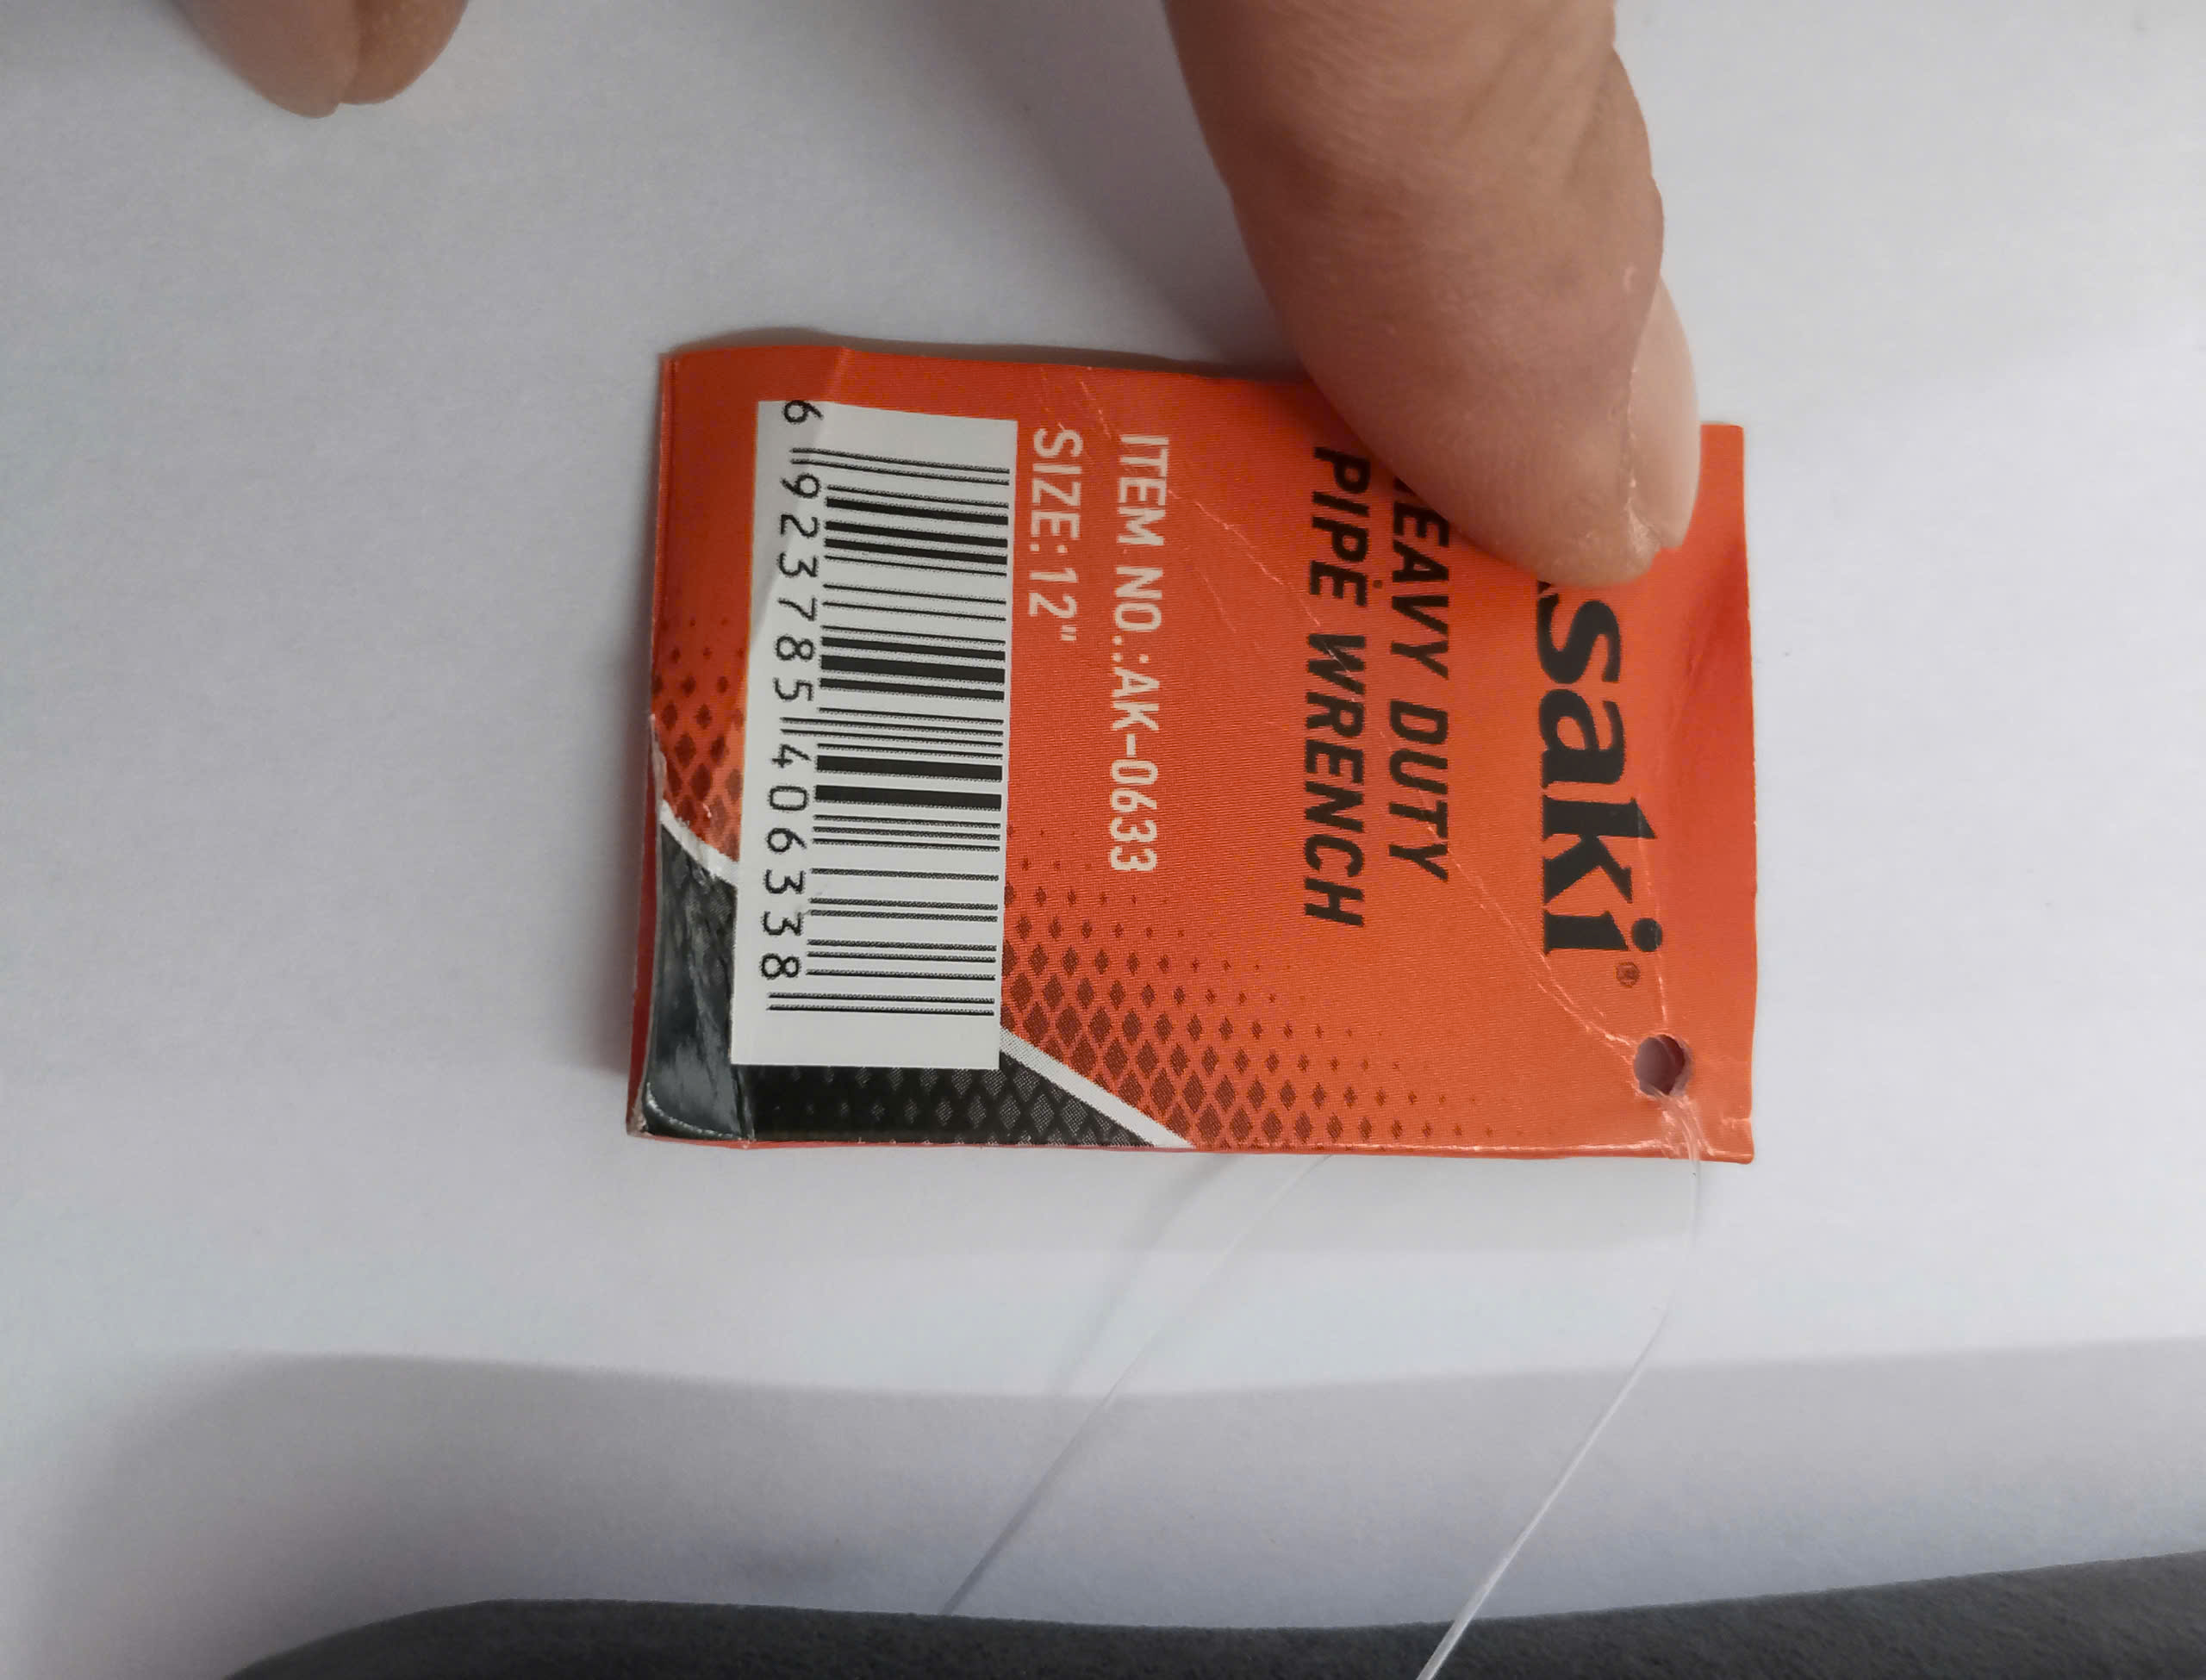 saki®
EAVY DUTY
PIPE WRENCH
ITEM NO.:AK-0633
SIZE:12"
6 923785 406338